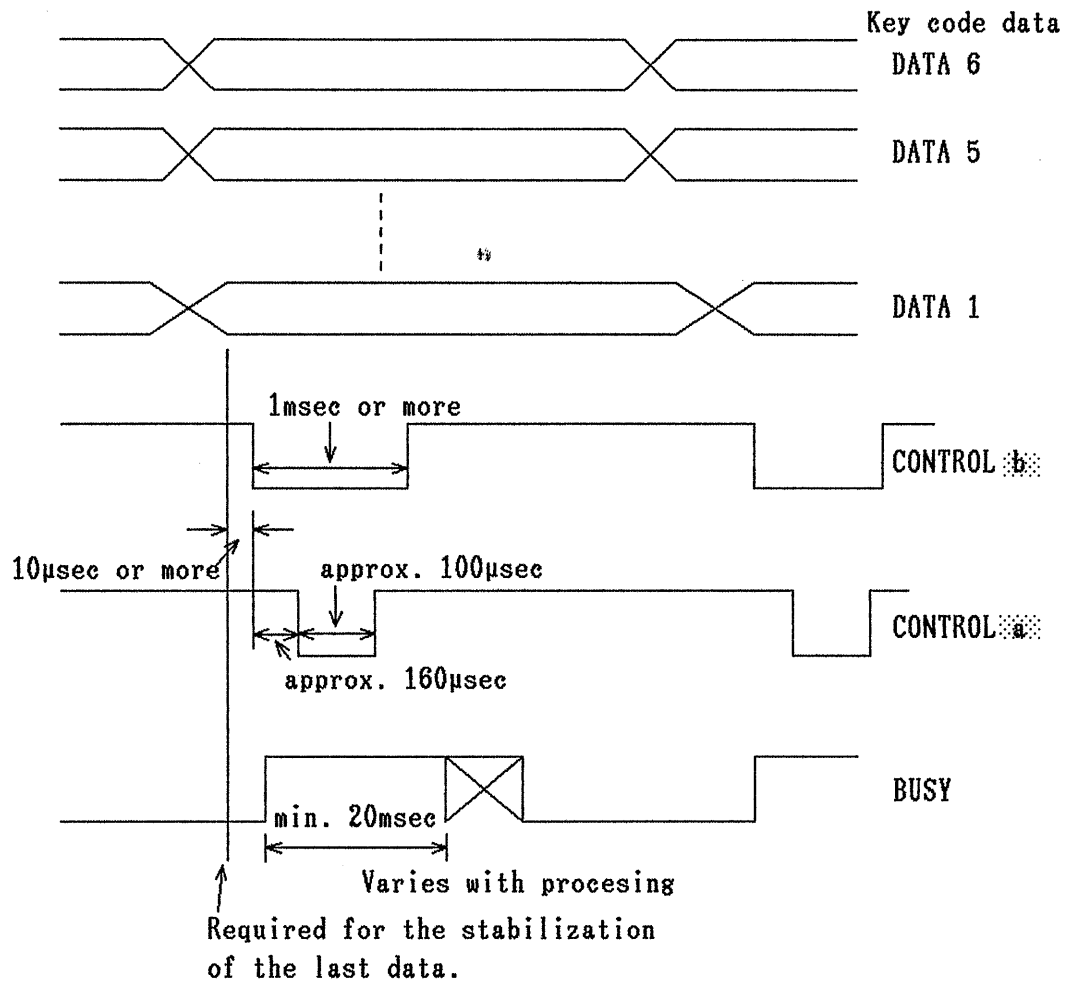 Key code data
DATA 6
DATA 5
DATA 1
1msec or more
CONTROL b
10µsec or more
approx. 100µsec
CONTROL a
approx. 160µsec
BUSY
min. 20msec
Varies with procesing
Required for the stabilization
of the last data.